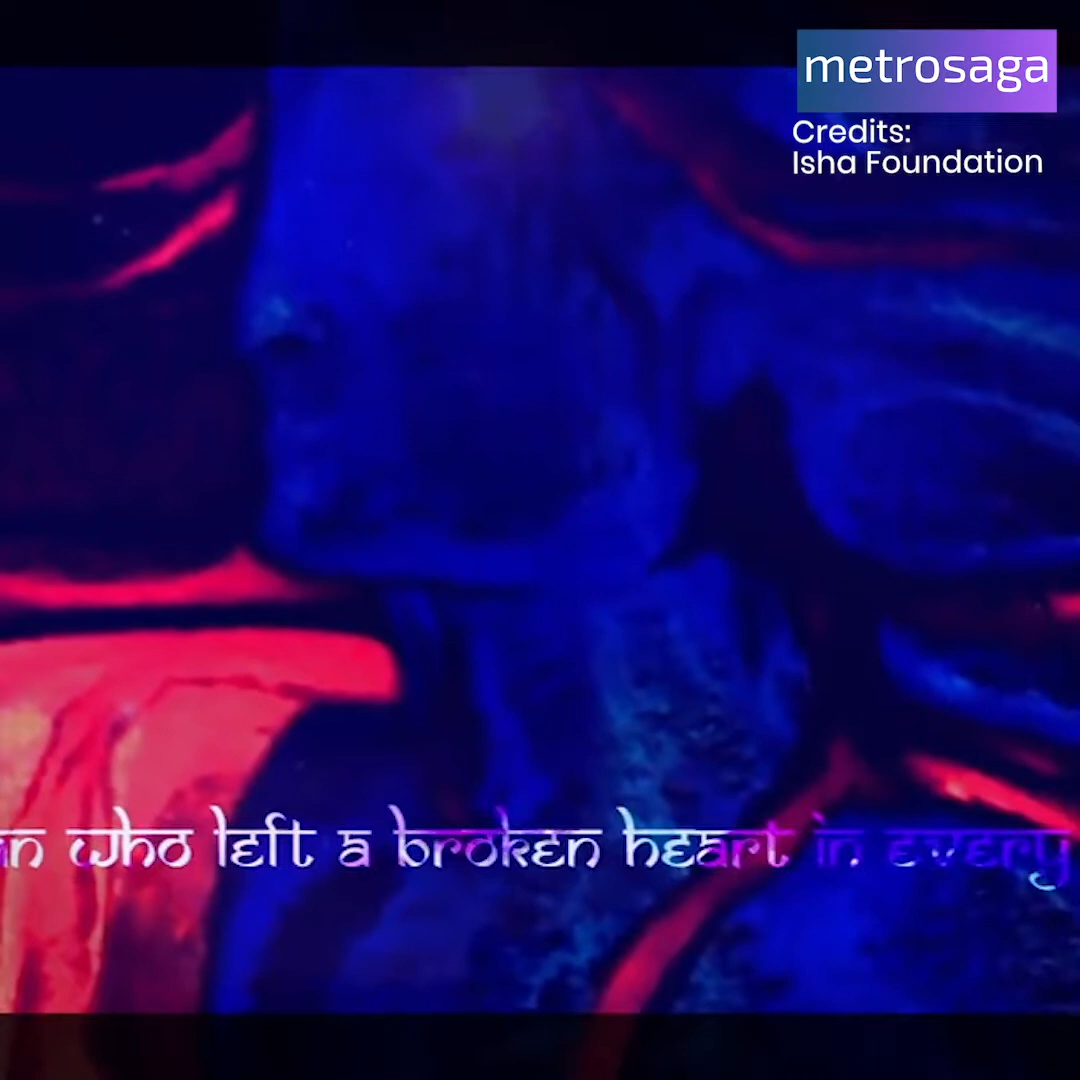 metrosaga
Credits:
Isha Foundation
who left a broken heart in every